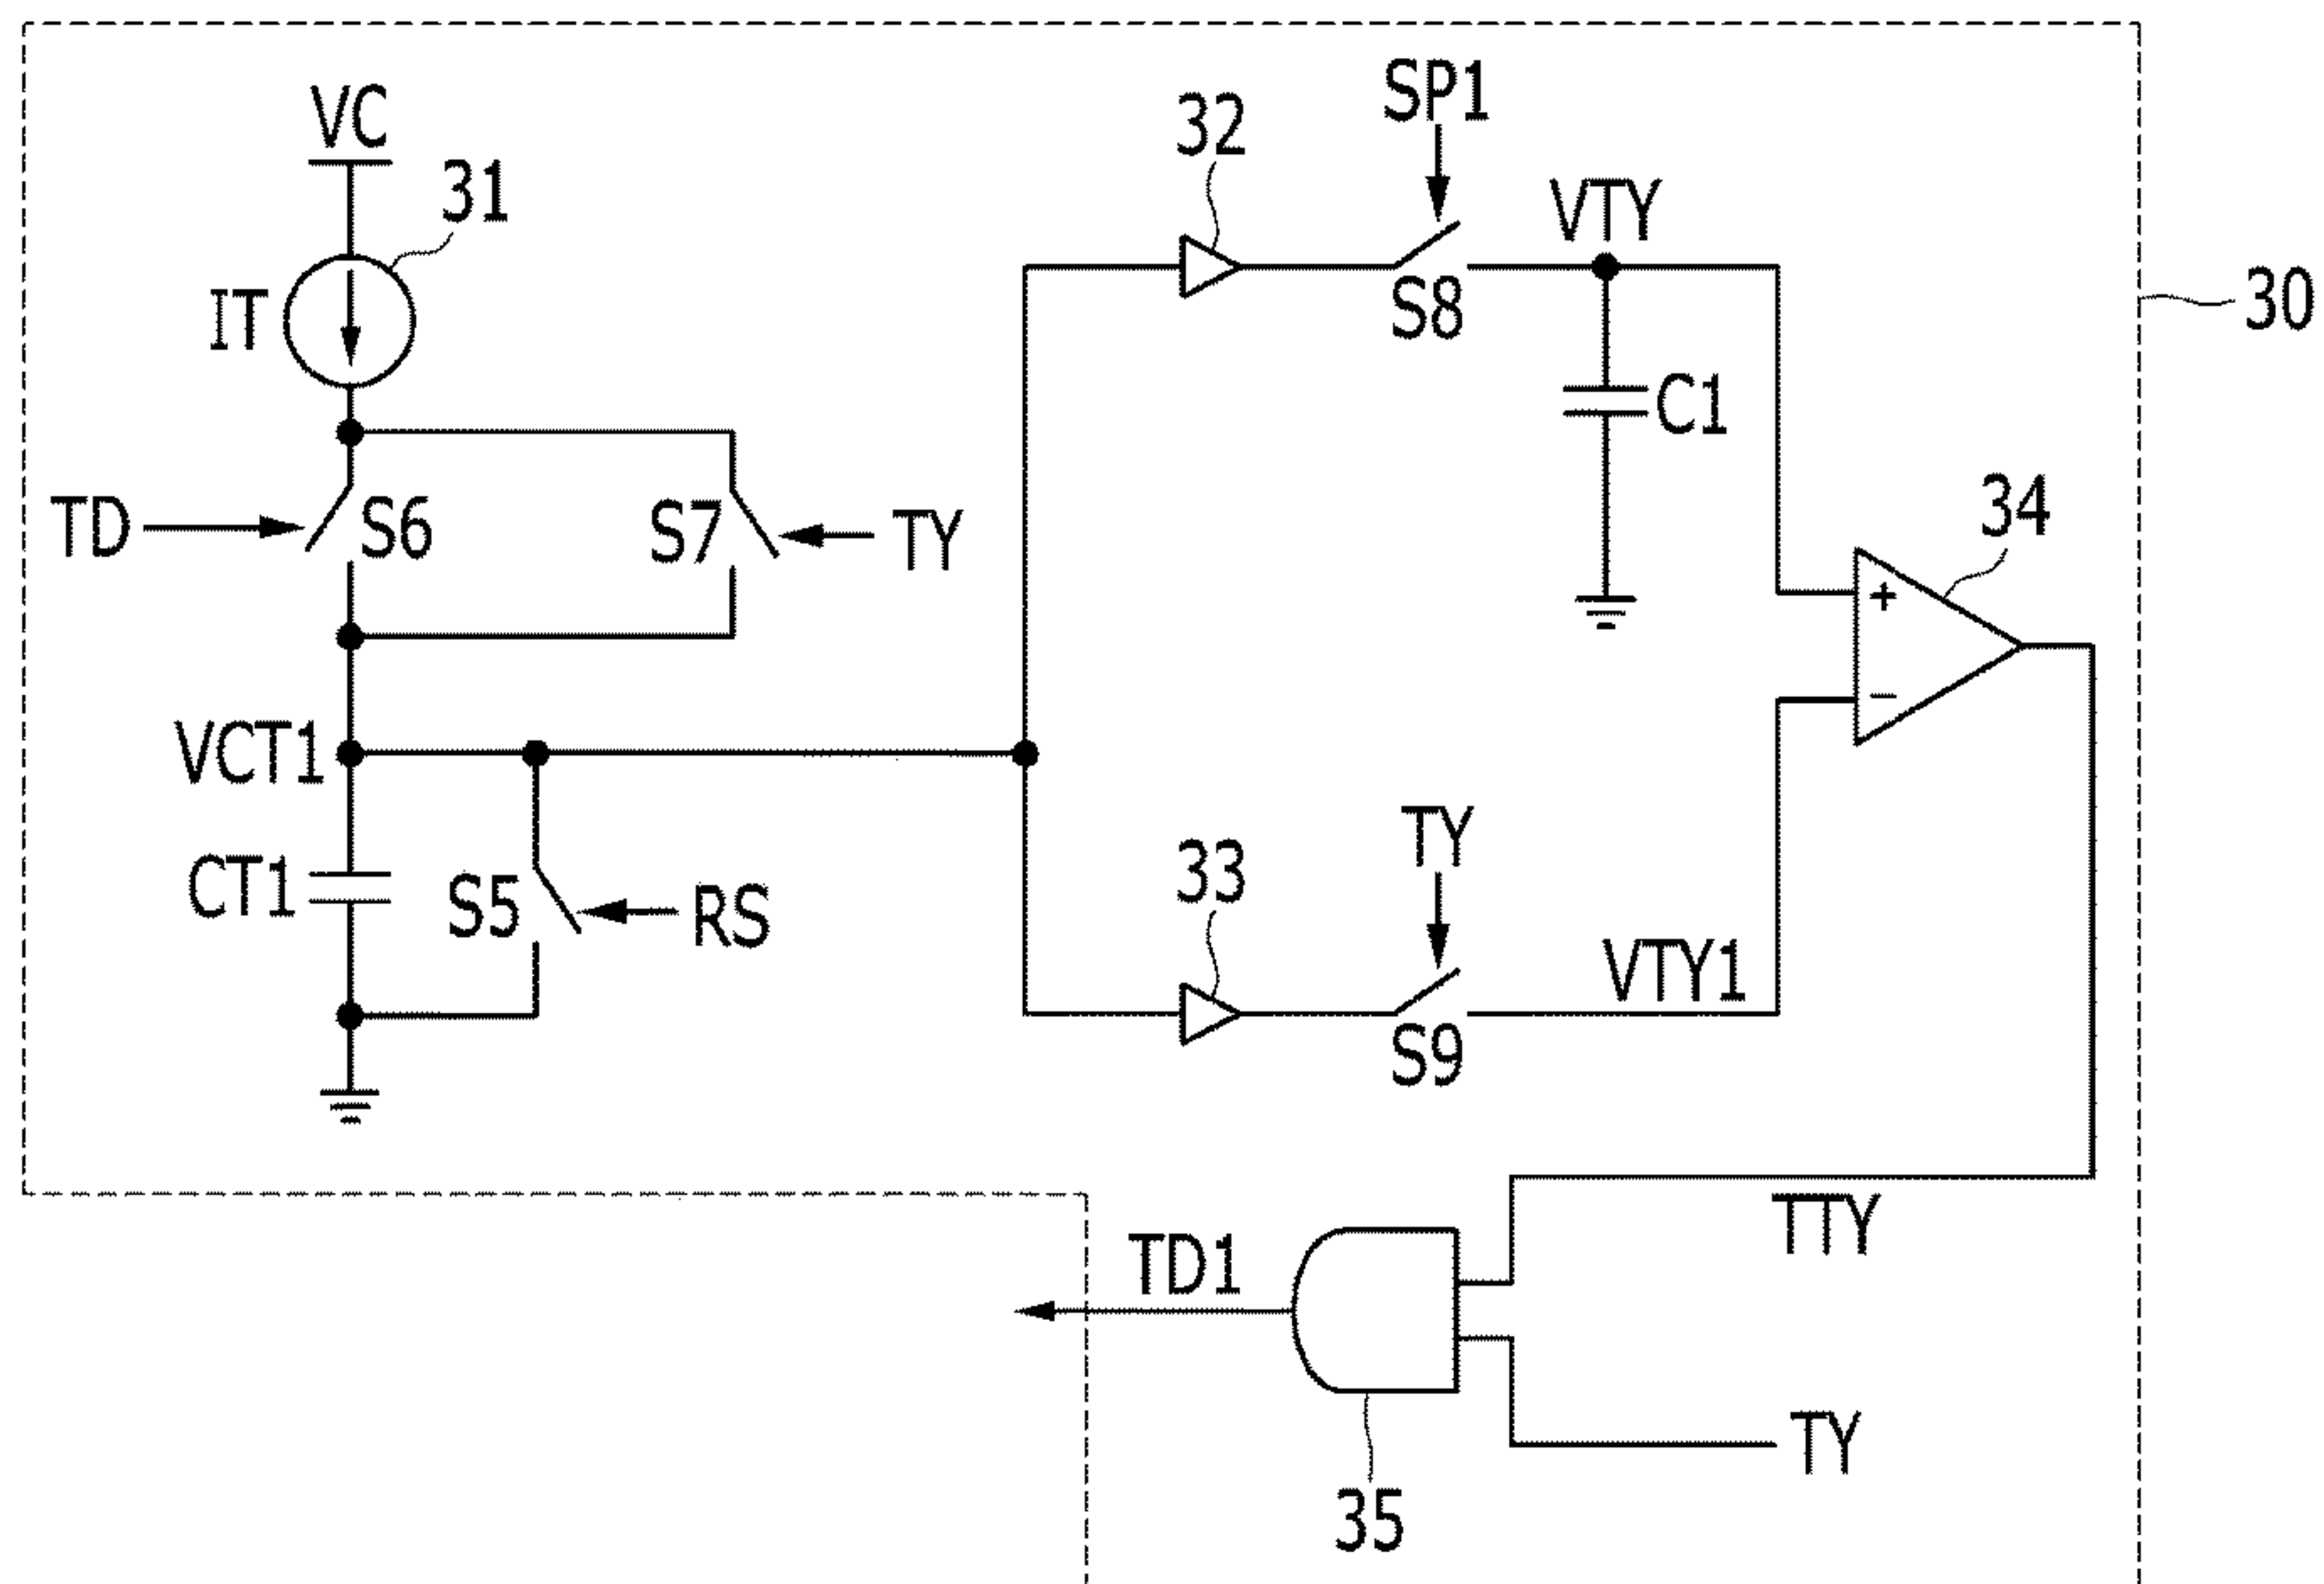 VC
31
IT
32
SP1
VTY
S8
30
C1
TD
S6
S7
TY
34
+
−
VCT1
CT1
S5
RS
33
TY
VTY1
S9
TTY
TD1
TY
35